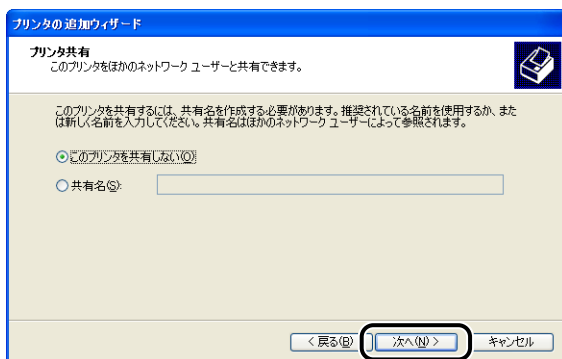 プリンタの追加ウィザード
プリンタ共有
このプリンタをほかのネットワーク ユーザーと共有できます。
このプリンタを共有するには、共有名を作成する必要があります。推奨されている名前を使用するか、また
は新しく名前を入力してください。共有名はほかのネットワーク ユーザーによって参照されます。
このプリンタを共有しない(O)
共有名(S):
< 戻る(B)
次へ(N) >
キャンセル